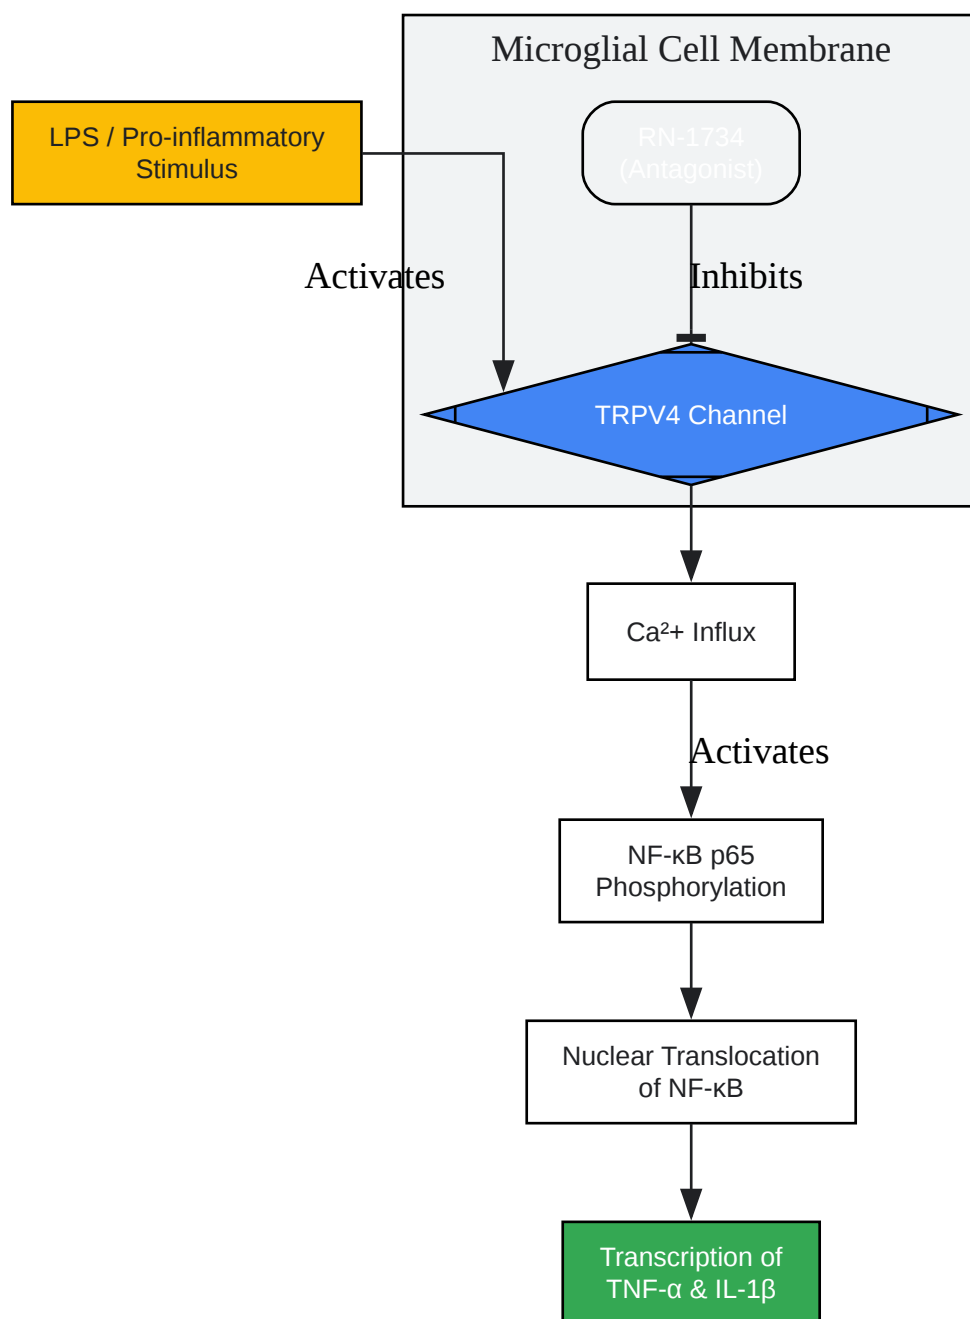 Microglial Cell Membrane
LPS / Pro-inflammatory
Stimulus
RN-1734
(Antagonist)
Activates
Inhibits
TRPV4 Channel
Ca²+ Influx
Activates
NF-κB p65
Phosphorylation
Nuclear Translocation
of NF-κB
Transcription of
TNF-α & IL-1β